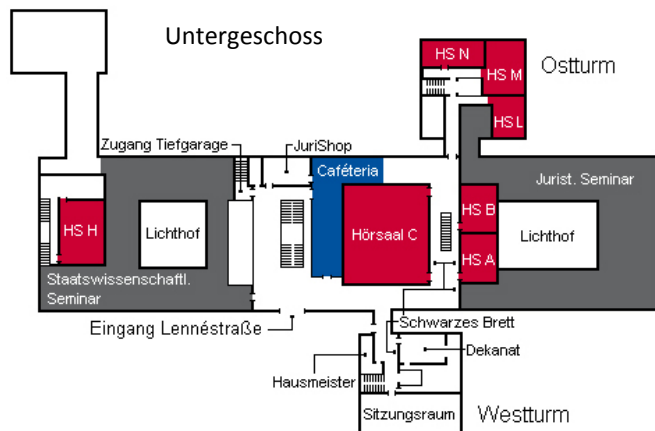 Untergeschoss
HS N
HS M
Ostturm
HS L
Zugang Tiefgarage
JuriShop
Caféteria
Jurist. Seminar
HS H
Lichthof
Hörsaal C
HS B
HS A
Lichthof
Staatswissenschaftl.
Seminar
Eingang Lennéstraße
Schwarzes Brett
Dekanat
Hausmeister
Sitzungsraum
Westturm